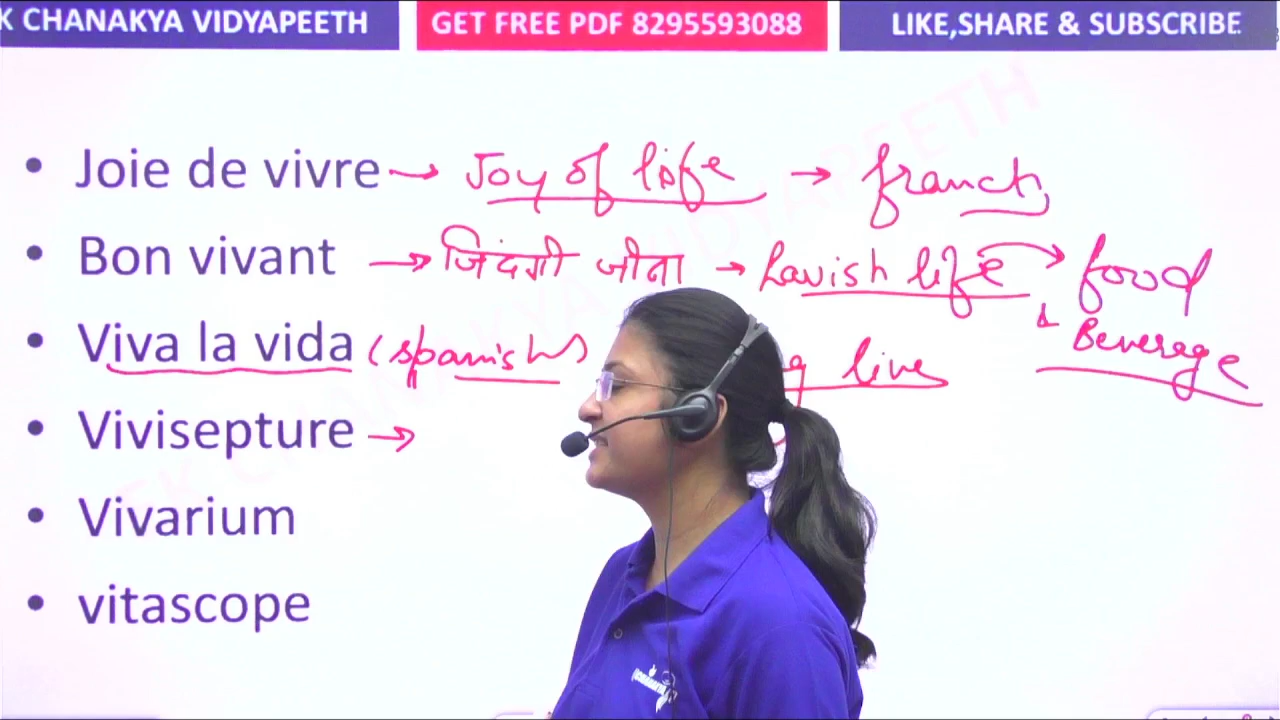 K CHANAKYA VIDYAPEETH GET FREE PDF 8295593088 LIKE,SHARE & SUBSCRIBE
• Joie de vivre → Joy of life → french
• Bon vivant → जिंदगी जीना → Lavish life → food
& Beverage
• Viva la vida (spanish) live
• Vivisepture →
• Vivarium
• vitascope